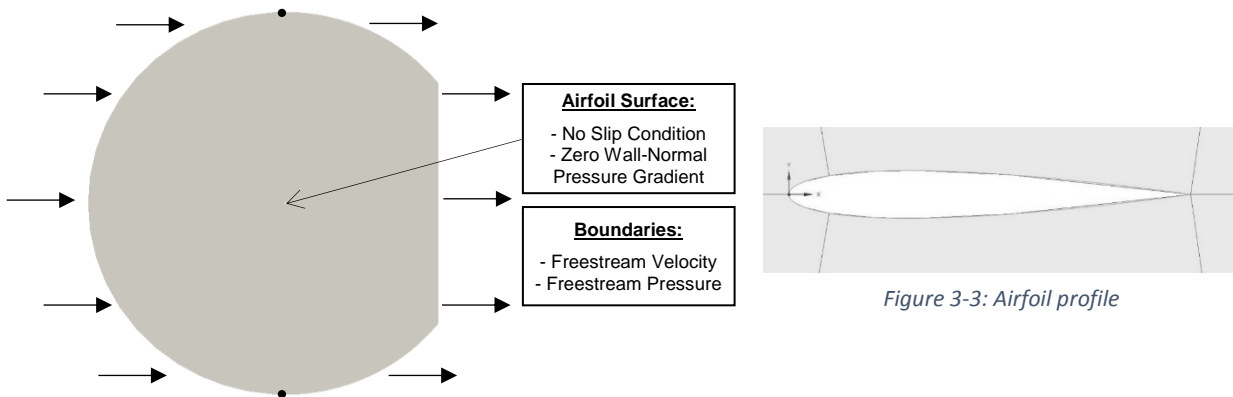 Airfoil Surface:
- No Slip Condition
- Zero Wall-Normal
Pressure Gradient
Boundaries:
- Freestream Velocity
- Freestream Pressure
Y
X
Figure 3-3: Airfoil profile